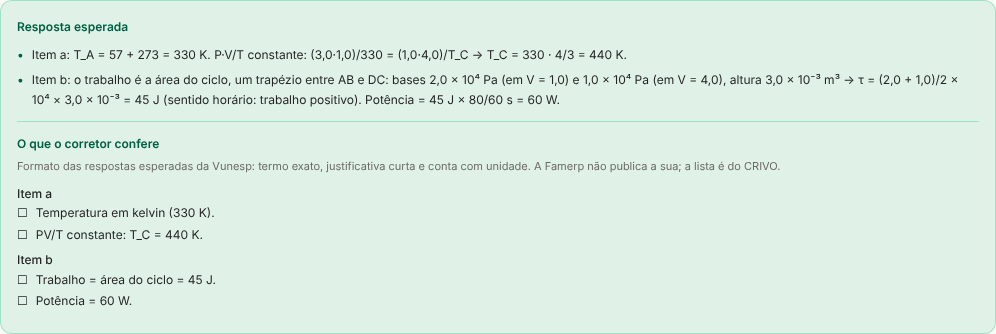 Resposta esperada
• Item a: T_A = 57 + 273 = 330 K. P·V/T constante: (3,0·1,0)/330 = (1,0·4,0)/T_C → T_C = 330 · 4/3 = 440 K.
• Item b: o trabalho é a área do ciclo, um trapézio entre AB e DC: bases 2,0 × 10⁴ Pa (em V = 1,0) e 1,0 × 10⁴ Pa (em V = 4,0), altura 3,0 × 10⁻³ m³ → τ = (2,0 + 1,0)/2 ×
10⁴ × 3,0 × 10⁻³ = 45 J (sentido horário: trabalho positivo). Potência = 45 J × 80/60 s = 60 W.
O que o corretor confere
Formato das respostas esperadas da Vunesp: termo exato, justificativa curta e conta com unidade. A Famerp não publica a sua; a lista é do CRIVO.
Item a
☐ Temperatura em kelvin (330 K).
☐ PV/T constante: T_C = 440 K.
Item b
☐ Trabalho = área do ciclo = 45 J.
☐ Potência = 60 W.